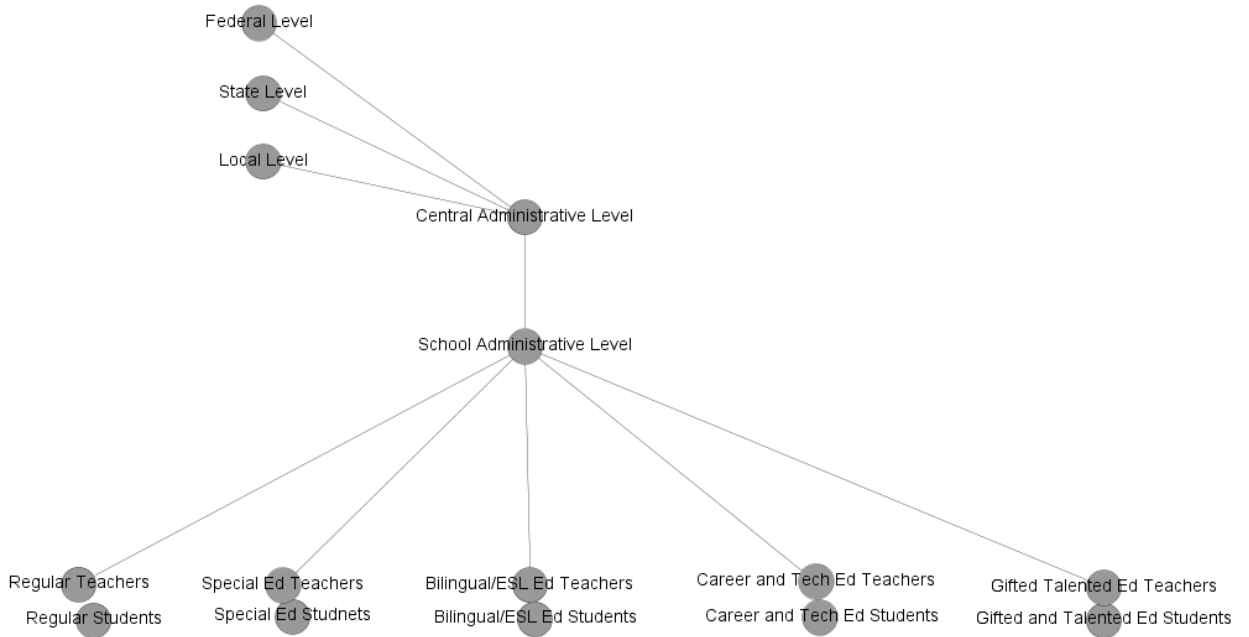 Federal Level
State Level
Local Level
Central Administrative Level
School Administrative Level
Regular Teachers
Special Ed Teachers
Bilingual/ESL Ed Teachers
Career and Tech Ed Teachers
Gifted Talented Ed Teachers
Regular Students
Special Ed Studnets
Bilingual/ESL Ed Students
Career and Tech Ed Students
Gifted and Talented Ed Students